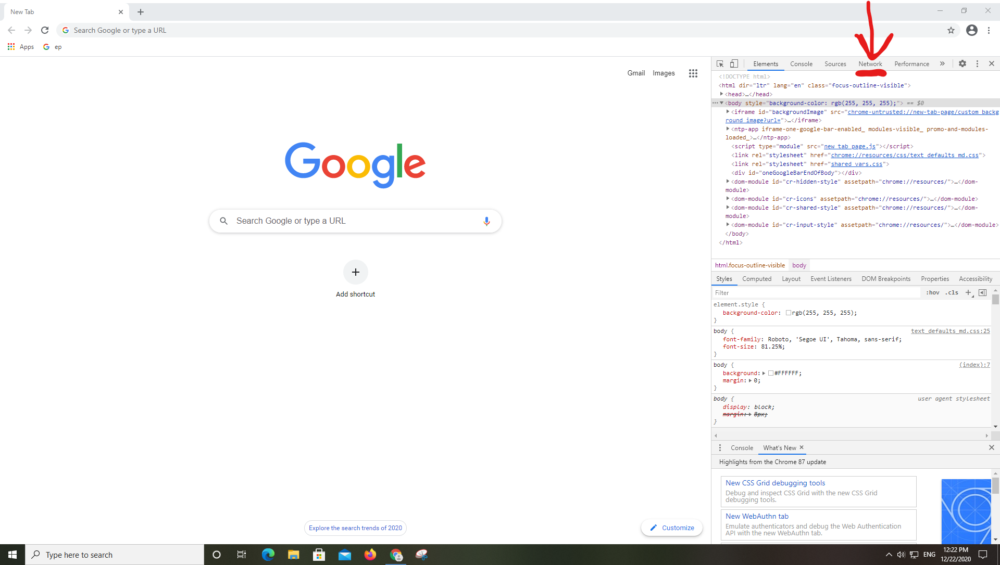 New Tab
Search Google or type a URL
Apps
ep
Gmail
Images
Google
Search Google or type a URL
Add shortcut
Explore the search trends of 2020
Customize
Elements
Console
Sources
Network
Performance
<!DOCTYPE html>
<html dir="ltr" lang="en" class="focus-outline-visible">
<head>…</head>
<body style="background-color: rgb(255, 255, 255);"> == $0
<iframe id="backgroundImage" src="chrome-untrusted://new-tab-page/custom_backg
round_image?url=">…</iframe>
<ntp-app iframe-one-google-bar-enabled_ modules-visible_ promo-and-modules-
loaded_>…</ntp-app>
<script type="module" src="new_tab_page.js"></script>
<link rel="stylesheet" href="chrome://resources/css/text_defaults_md.css">
<link rel="stylesheet" href="shared_vars.css">
<div id="oneGoogleBarEndOfBody"></div>
<dom-module id="cr-hidden-style" assetpath="chrome://resources/">…</dom-
module>
<dom-module id="cr-icons" assetpath="chrome://resources/">…</dom-module>
<dom-module id="cr-shared-style" assetpath="chrome://resources/">…</dom-
module>
<dom-module id="cr-input-style" assetpath="chrome://resources/">…</dom-module>
</body>
</html>
html.focus-outline-visible
body
Styles
Computed
Layout
Event Listeners
DOM Breakpoints
Properties
Accessibility
Filter
:hov
.cls
element.style {
background-color: rgb(255, 255, 255);
}
body {
text_defaults_md.css:25
font-family: Roboto, 'Segoe UI', Tahoma, sans-serif;
font-size: 81.25%;
}
body {
(index):7
background: #FFFFFF;
margin: 0;
}
body {
user agent stylesheet
display: block;
margin: 8px;
}
Console
What's New
Highlights from the Chrome 87 update
New CSS Grid debugging tools
Debug and inspect CSS Grid with the new CSS Grid
debugging tools.
New WebAuthn tab
Emulate authenticators and debug the Web Authentication
API with the new WebAuthn tab.
Type here to search
ENG
12:22 PM
12/22/2020